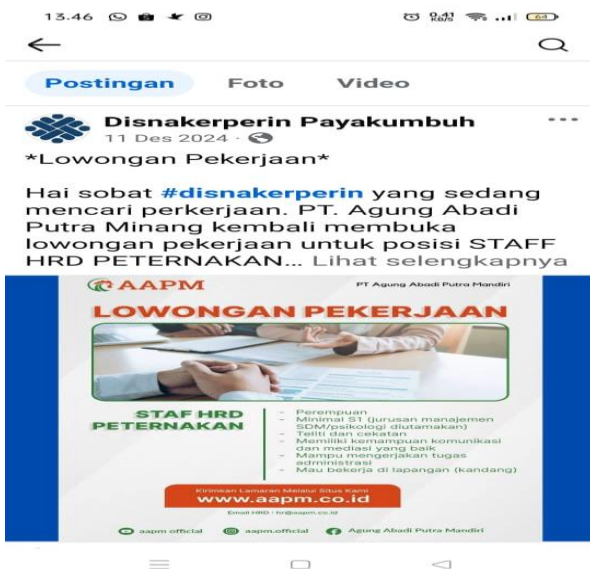 13.46
0.41
KB/S
64
Postingan Foto Video
Disnakerperin Payakumbuh
11 Des 2024 ·
*Lowongan Pekerjaan*
Hai sobat #disnakerperin yang sedang
mencari perkerjaan. PT. Agung Abadi
Putra Minang kembali membuka
lowongan pekerjaan untuk posisi STAFF
HRD PETERNAKAN... Lihat selengkapnya
AAPM
PT Agung Abadi Putra Mandiri
LOWONGAN PEKERJAAN
STAF HRD
PETERNAKAN
- Perempuan
- Minimal S1 (jurusan manajemen
SDM/psikologi diutamakan)
- Teliti dan cekatan
- Memiliki kemampuan komunikasi
dan mediasi yang baik
- Mampu mengerjakan tugas
administrasi
- Mau bekerja di lapangan (kandang)
Kirimkan Lamaran Melalui Situs Kami
www.aapm.co.id
Email HRD : hr@aapm.co.id
aapm official
aapm.official
Agung Abadi Putra Mandiri